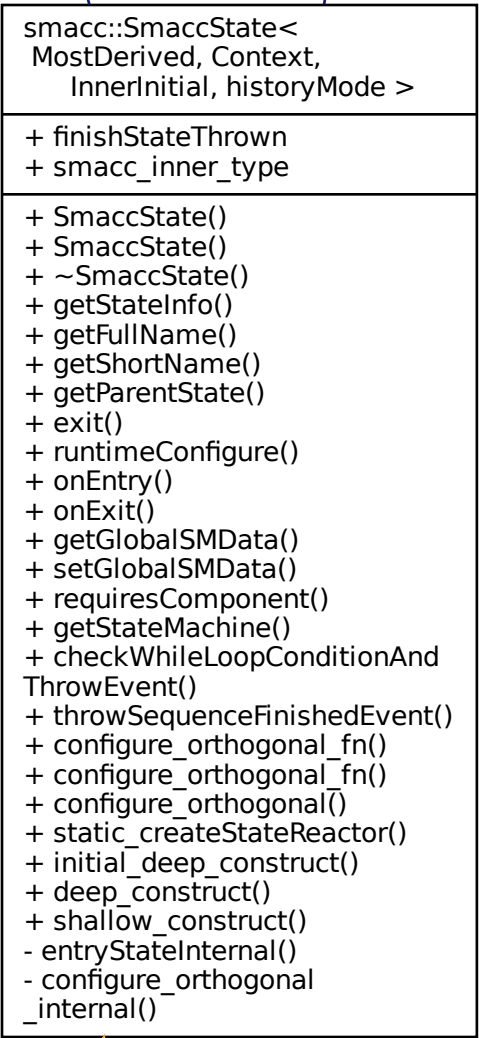 smacc::SmaccState<
MostDerived, Context,
InnerInitial, historyMode >
+ finishStateThrown
+ smacc_inner_type
+ SmaccState()
+ SmaccState()
+ ~SmaccState()
+ getStateInfo()
+ getFullName()
+ getShortName()
+ getParentState()
+ exit()
+ runtimeConfigure()
+ onEntry()
+ onExit()
+ getGlobalSMData()
+ setGlobalSMData()
+ requiresComponent()
+ getStateMachine()
+ checkWhileLoopConditionAnd
ThrowEvent()
+ throwSequenceFinishedEvent()
+ configure_orthogonal_fn()
+ configure_orthogonal_fn()
+ configure_orthogonal()
+ static_createStateReactor()
+ initial_deep_construct()
+ deep_construct()
+ shallow_construct()
- entryStateInternal()
- configure_orthogonal
_internal()